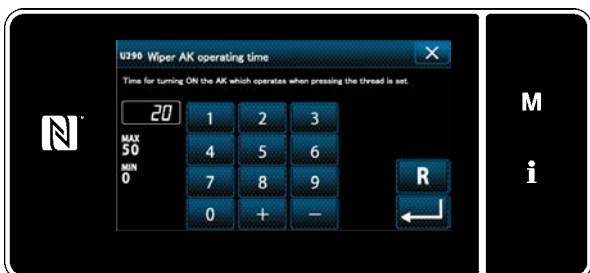 U290 Wiper AK operating time
Time for turning ON the AK which operates when pressing the thread is set.
20
MAX
50
MIN
0
1 2 3
4 5 6
7 8 9
0 + −
R
N
M
i